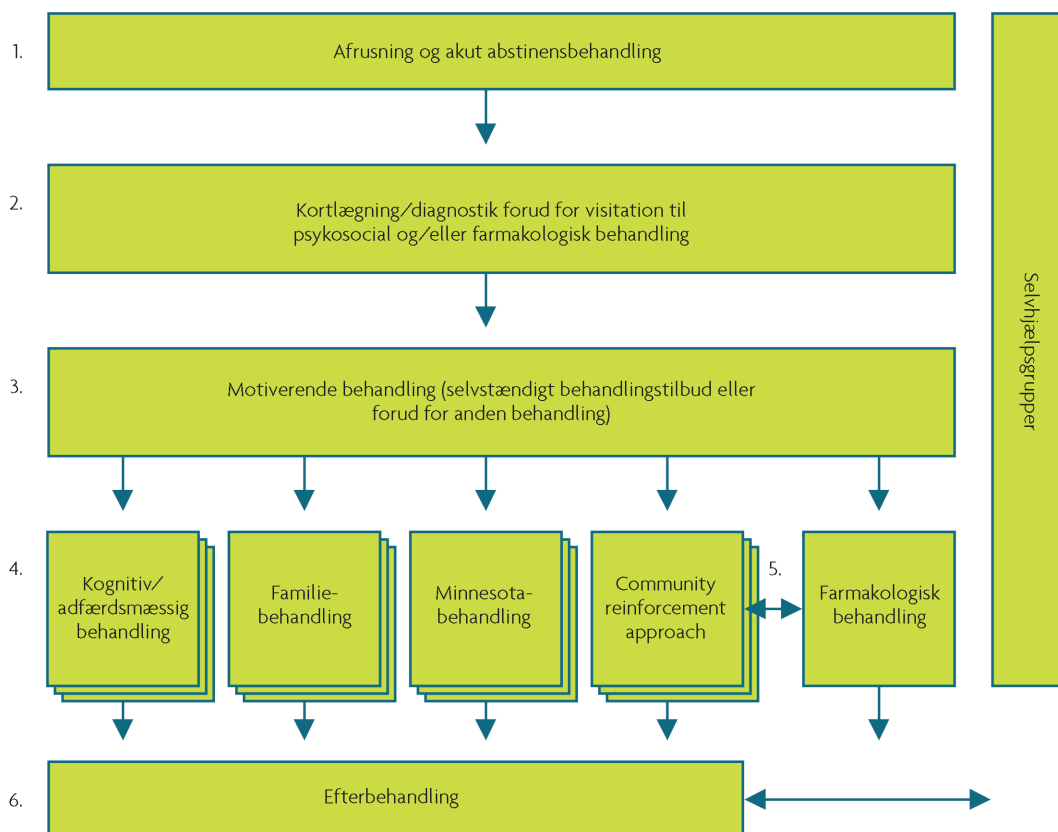 1.
Afrusning og akut abstinensbehandling
2.
Kortlægning/diagnostik forud for visitation til
psykosocial og/eller farmakologisk behandling
3.
Motiverende behandling (selvstændigt behandlingstilbud eller
forud for anden behandling)
4.
Kognitiv/
adfærdsmæssig
behandling
Familie-
behandling
Minnesota-
behandling
Community
reinforcement
approach
5.
Farmakologisk
behandling
6.
Efterbehandling
Selvhjælpsgrupper